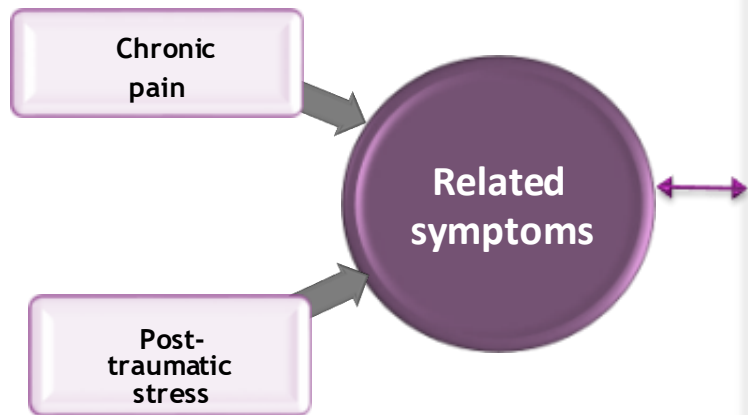 Chronic
pain
Related
symptoms
Post-
traumatic
stress